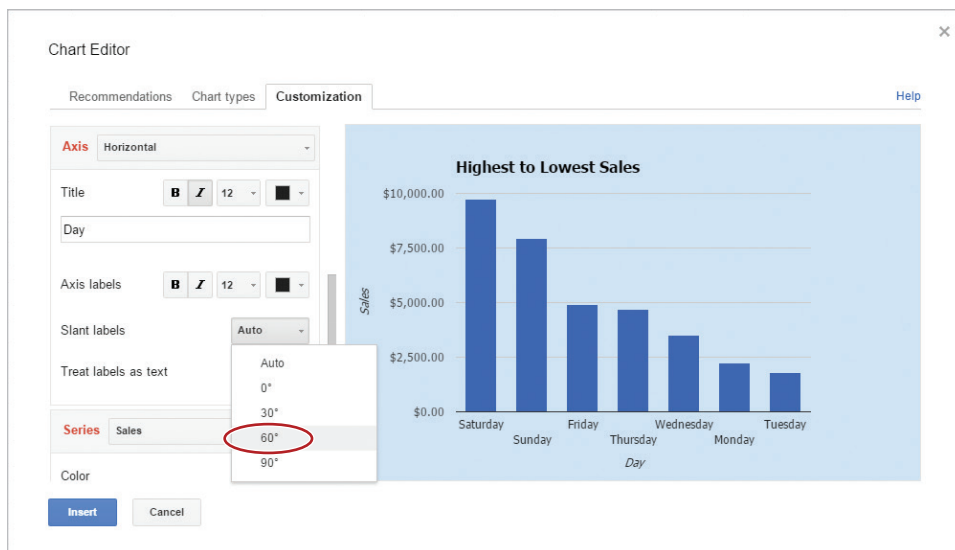 ×
Chart Editor
Recommendations Chart types Customization Help
Axis Horizontal
Title B I 12
Day
Axis labels B I 12
Slant labels Auto
Auto
0°
30°
60°
90°
Treat labels as text
Series Sales
Color
Insert Cancel
Highest to Lowest Sales
$10,000.00
$7,500.00
$5,000.00
$2,500.00
$0.00
Sales
Saturday Friday Wednesday Tuesday
Sunday Thursday Monday
Day